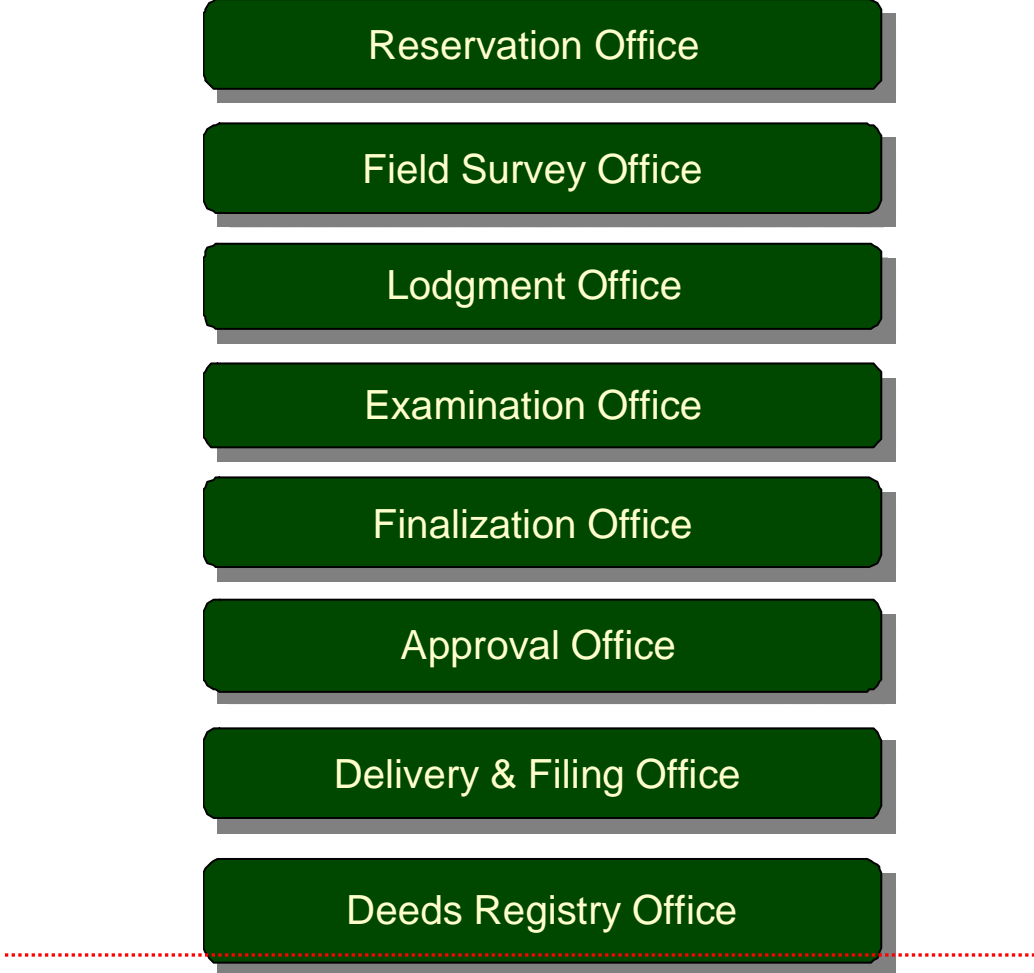 Reservation Office
Field Survey Office
Lodgment Office
Examination Office
Finalization Office
Approval Office
Delivery & Filing Office
Deeds Registry Office